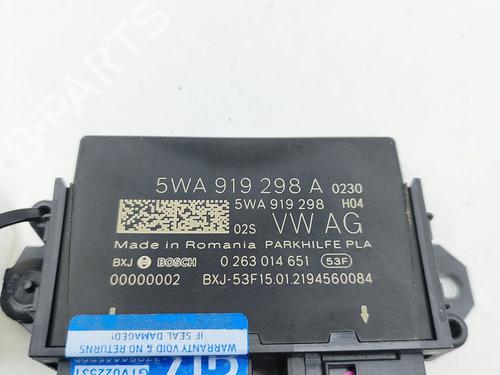 B-PARTS
5WA 919 298 A 0230
5WA 919 298 H04
02S VW AG
Made in Romania PARKHILFE PLA
BXJ BOSCH 0 263 014 651 53F
00000002 BXJ-53F15.01.2194560084
WARRANTY VOID & NO RETURNS
IF SEAL DAMAGED!